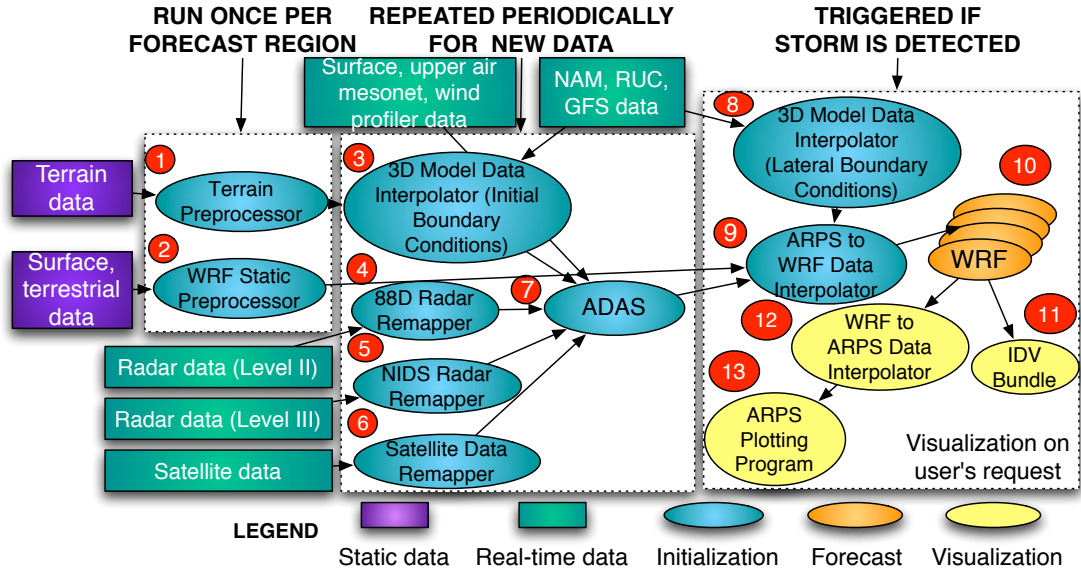 RUN ONCE PER
FORECAST REGION
REPEATED PERIODICALLY
FOR NEW DATA
TRIGGERED IF
STORM IS DETECTED
Surface, upper air
mesonet, wind
profiler data
NAM, RUC,
GFS data
Terrain
data
Surface,
terrestrial
data
1
Terrain
Preprocessor
2
WRF Static
Preprocessor
3
3D Model Data
Interpolator (Initial
Boundary
Conditions)
4
88D Radar
Remapper
5
NIDS Radar
Remapper
6
Satellite Data
Remapper
7
ADAS
Radar data (Level II)
Radar data (Level III)
Satellite data
8
3D Model Data
Interpolator
(Lateral Boundary
Conditions)
9
ARPS to
WRF Data
Interpolator
10
WRF
11
IDV
Bundle
12
WRF to
ARPS Data
Interpolator
13
ARPS
Plotting
Program
Visualization on
user's request
LEGEND
Static data
Real-time data
Initialization
Forecast
Visualization